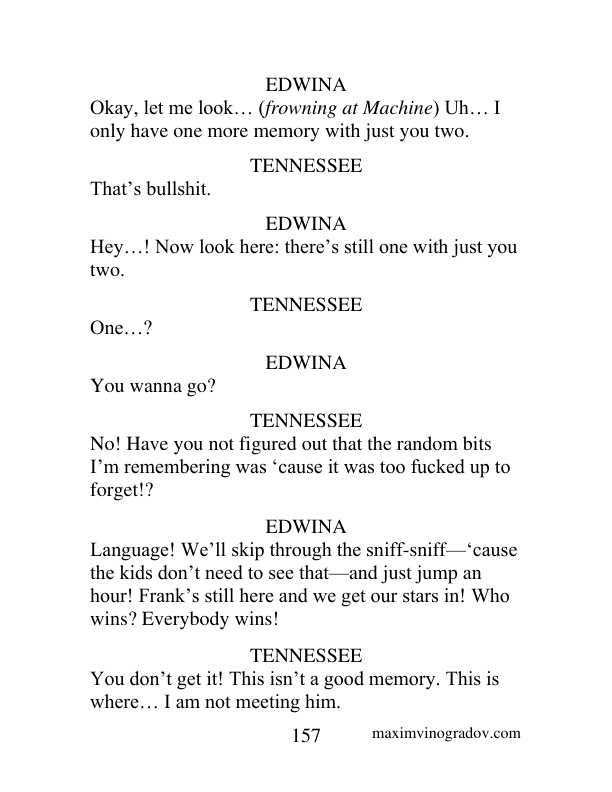 EDWINA
Okay, let me look… (frowning at Machine) Uh… I
only have one more memory with just you two.
TENNESSEE
That’s bullshit.
EDWINA
Hey…! Now look here: there’s still one with just you
two.
TENNESSEE
One…?
EDWINA
You wanna go?
TENNESSEE
No! Have you not figured out that the random bits
I’m remembering was ‘cause it was too fucked up to
forget!?
EDWINA
Language! We’ll skip through the sniff-sniff—‘cause
the kids don’t need to see that—and just jump an
hour! Frank’s still here and we get our stars in! Who
wins? Everybody wins!
TENNESSEE
You don’t get it! This isn’t a good memory. This is
where… I am not meeting him.
157 maximvinogradov.com